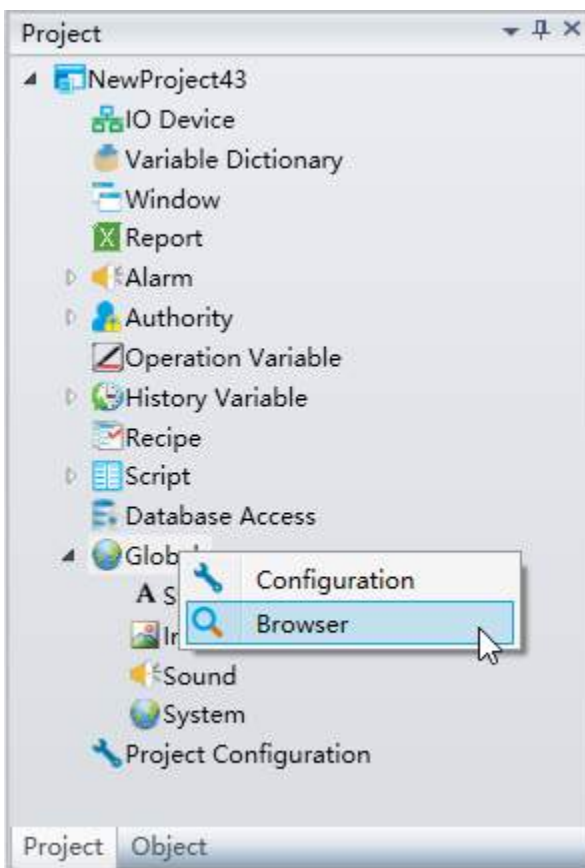 Project
NewProject43
IO Device
Variable Dictionary
Window
Report
Alarm
Authority
Operation Variable
History Variable
Recipe
Script
Database Access
Configuration
Browser
Sound
System
Project Configuration
Project Object